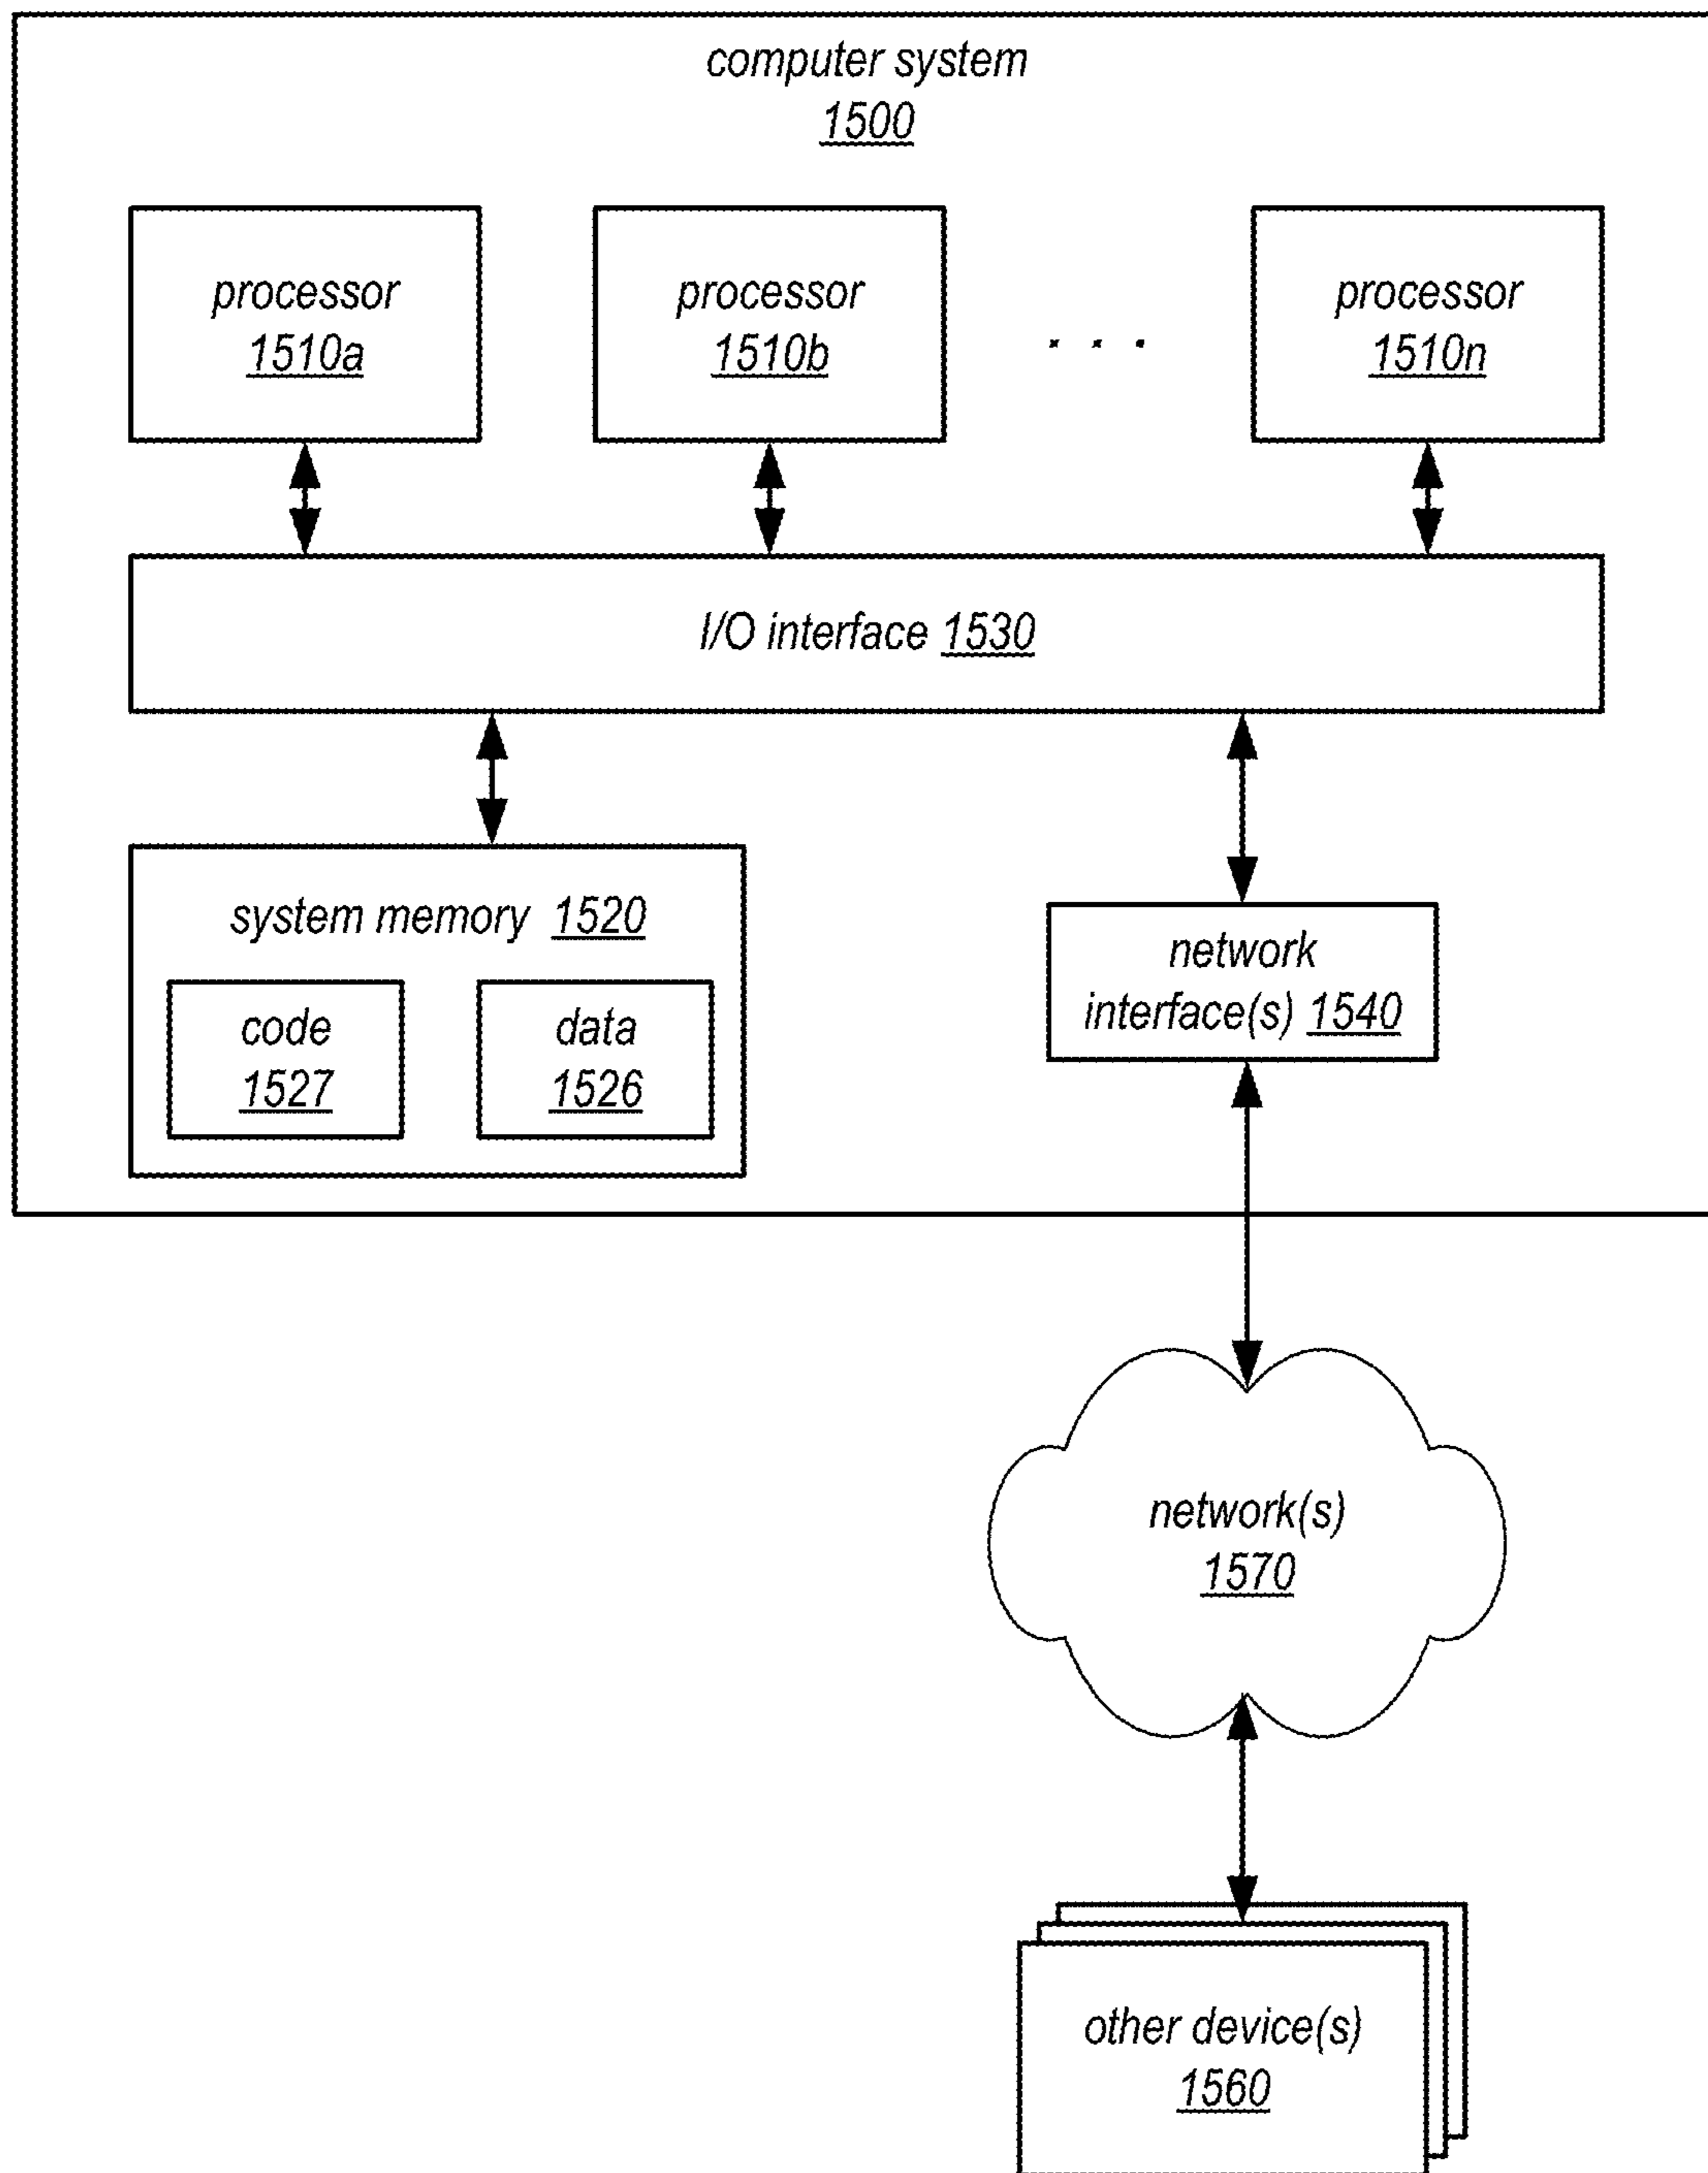 computer system
1500
processor
1510a
processor
1510b
. . .
processor
1510n
I/O interface 1530
system memory 1520
code
1527
data
1526
network
interface(s) 1540
network(s)
1570
other device(s)
1560